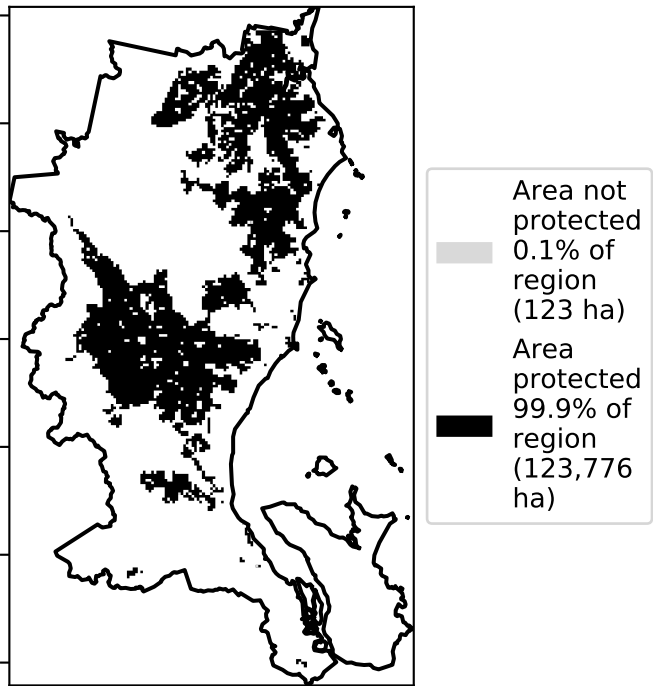 Area not
protected
0.1% of
region
(123 ha)
Area
protected
99.9% of
region
(123,776
ha)